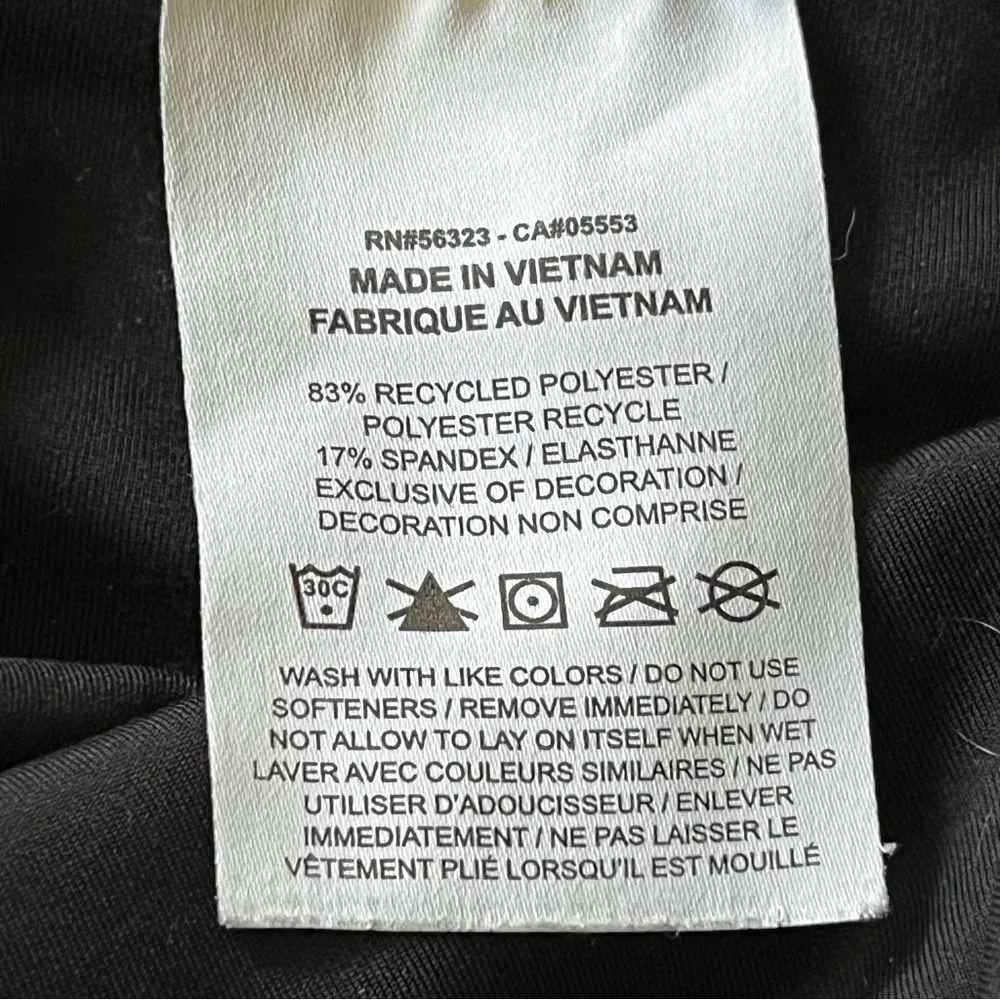 RN#56323 - CA#05553
MADE IN VIETNAM
FABRIQUE AU VIETNAM
83% RECYCLED POLYESTER /
POLYESTER RECYCLE
17% SPANDEX / ELASTHANNE
EXCLUSIVE OF DECORATION /
DECORATION NON COMPRISE
30C
WASH WITH LIKE COLORS / DO NOT USE
SOFTENERS / REMOVE IMMEDIATELY / DO
NOT ALLOW TO LAY ON ITSELF WHEN WET
LAVER AVEC COULEURS SIMILAIRES / NE PAS
UTILISER D'ADOUCISSEUR / ENLEVER
IMMEDIATEMENT / NE PAS LAISSER LE
VÊTEMENT PLIÉ LORSQU'IL EST MOUILLÉ